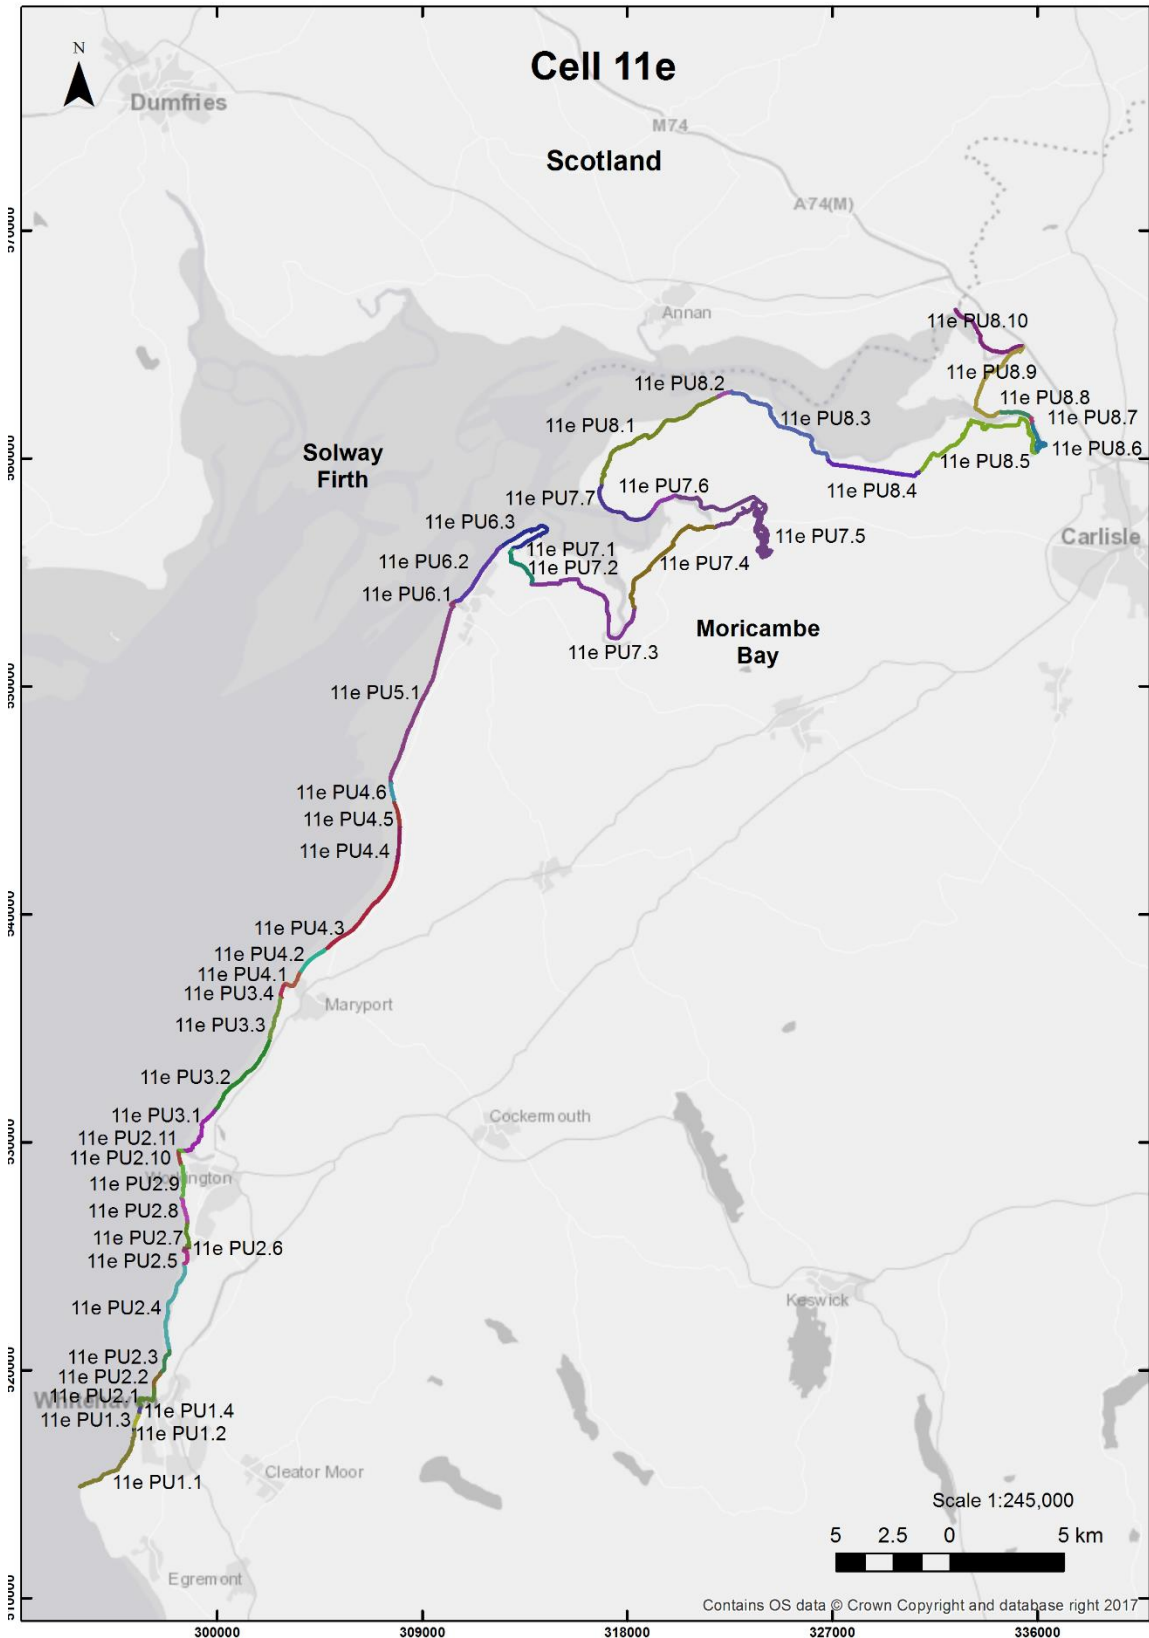 Cell 11e
N
Dumfries
M74
Scotland
A74(M)
Annan
11e PU8.10
11e PU8.9
11e PU8.2
11e PU8.8
11e PU8.7
11e PU8.1
11e PU8.3
11e PU8.6
Solway
Firth
11e PU8.5
11e PU7.6
11e PU8.4
11e PU7.7
11e PU6.3
11e PU7.5
Carlisle
11e PU7.1
11e PU6.2
11e PU7.2
11e PU7.4
11e PU6.1
Moricambe
Bay
11e PU7.3
11e PU5.1
11e PU4.6
11e PU4.5
11e PU4.4
11e PU4.3
11e PU4.2
11e PU4.1
11e PU3.4
Maryport
11e PU3.3
11e PU3.2
11e PU3.1
Cockermouth
11e PU2.11
11e PU2.10
Workington
11e PU2.9
11e PU2.8
11e PU2.7
11e PU2.6
11e PU2.5
11e PU2.4
Keswick
11e PU2.3
11e PU2.2
11e PU2.1
11e PU1.4
11e PU1.3
11e PU1.2
Cleator Moor
11e PU1.1
Scale 1:245,000
5 2.5 0 5 km
Egremont
Contains OS data © Crown Copyright and database right 2017
300000 309000 318000 327000 336000